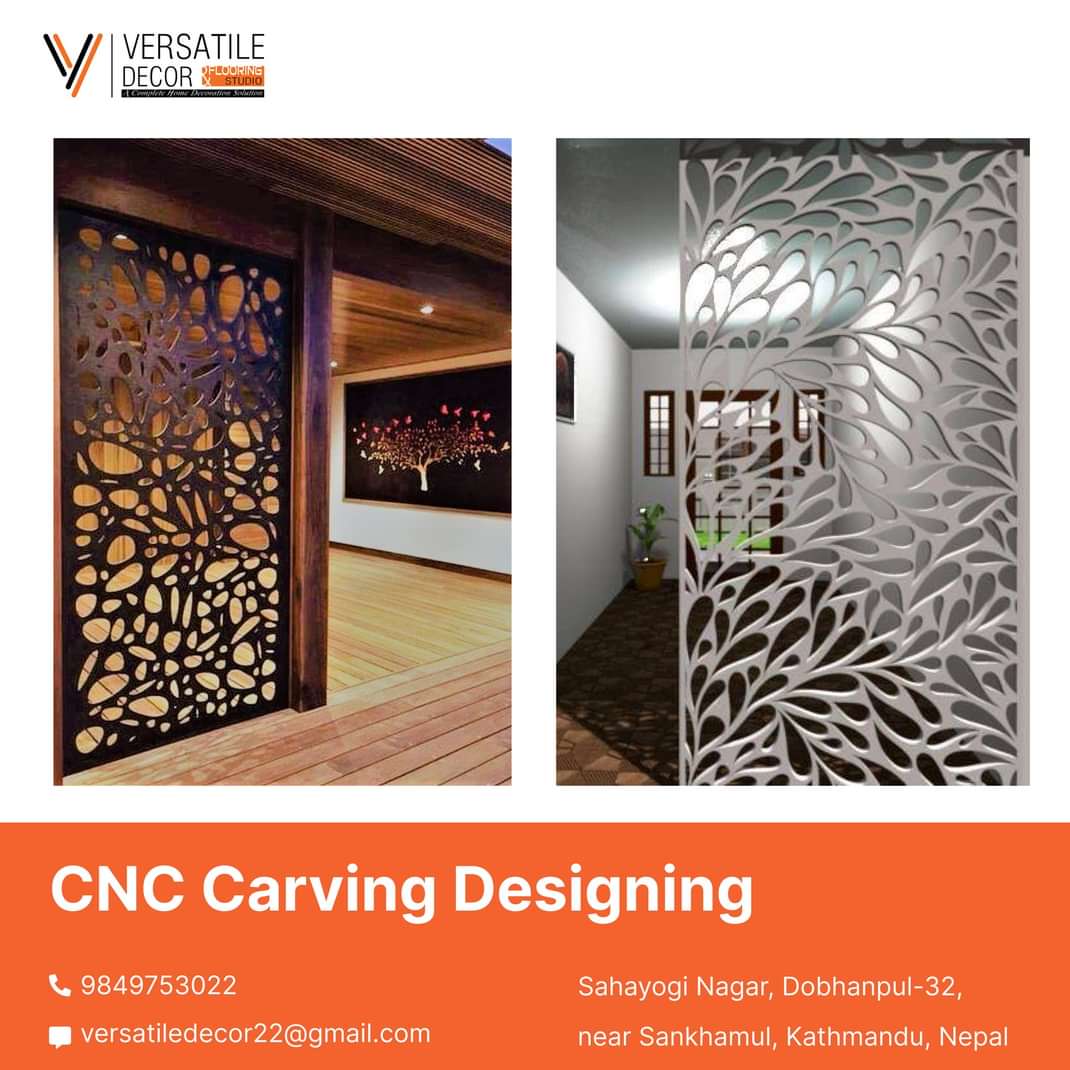 VERSATILE
DECOR & FLOORING
STUDIO
A Complete Home Decoration Solution
CNC Carving Designing
9849753022
versatiledecor22@gmail.com
Sahayogi Nagar, Dobhanpul-32,
near Sankhamul, Kathmandu, Nepal